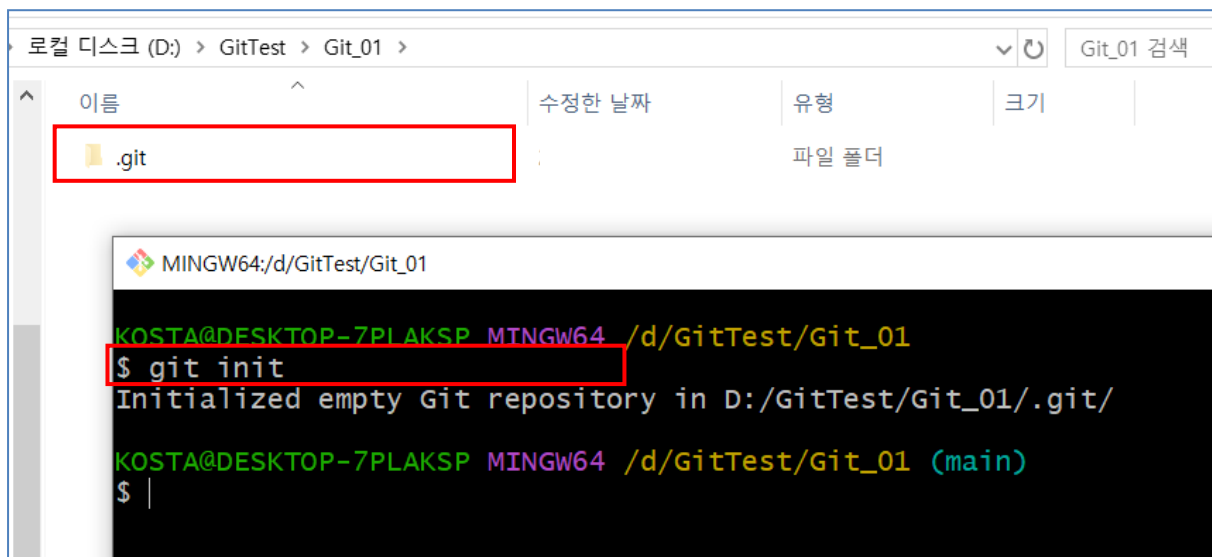 로컬 디스크 (D:) > GitTest > Git_01 >
Git_01 검색
이름 수정한 날짜 유형 크기
.git 파일 폴더
MINGW64:/d/GitTest/Git_01
KOSTA@DESKTOP-7PLAKSP MINGW64 /d/GitTest/Git_01
$ git init
Initialized empty Git repository in D:/GitTest/Git_01/.git/
KOSTA@DESKTOP-7PLAKSP MINGW64 /d/GitTest/Git_01 (main)
$